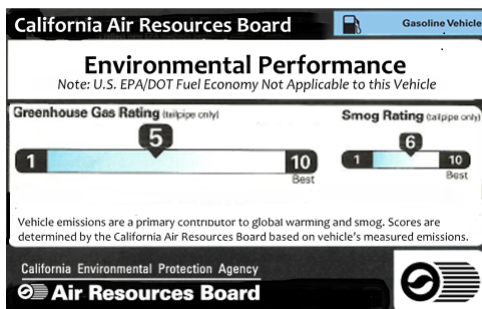 California Air Resources Board
Gasoline Vehicle
Environmental Performance
Note: U.S. EPA/DOT Fuel Economy Not Applicable to this Vehicle
Greenhouse Gas Rating (tailpipe only)
Smog Rating (tailpipe only)
5
6
1
10
1
10
Best
Best
Vehicle emissions are a primary contributor to global warming and smog. Scores are
determined by the California Air Resources Board based on vehicle's measured emissions.
California Environmental Protection Agency
Air Resources Board